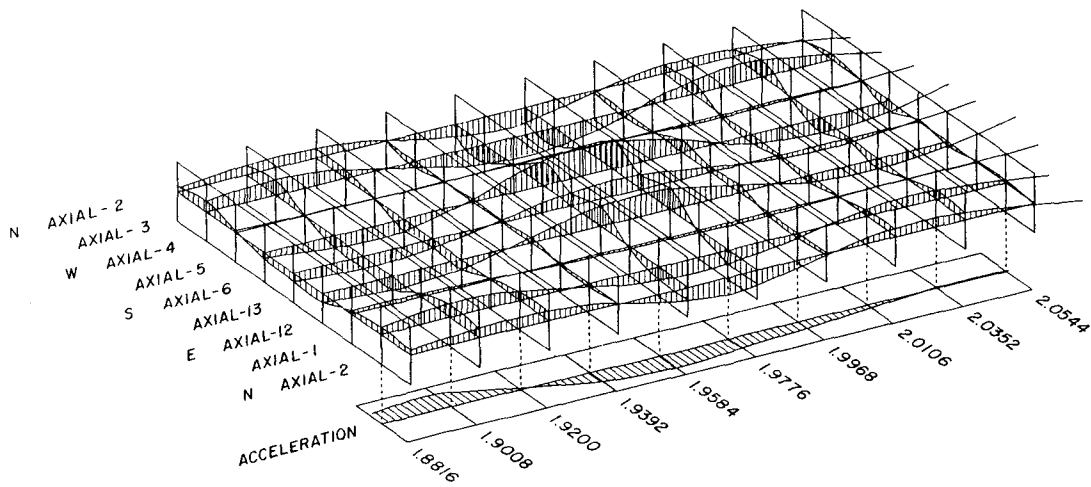 N AXIAL-2
AXIAL-3
W AXIAL-4
AXIAL-5
S AXIAL-6
AXIAL-13
E AXIAL-12
AXIAL-1
N AXIAL-2
ACCELERATION
1.8816
1.9008
1.9200
1.9392
1.9584
1.9776
1.9968
2.0106
2.0352
2.0544